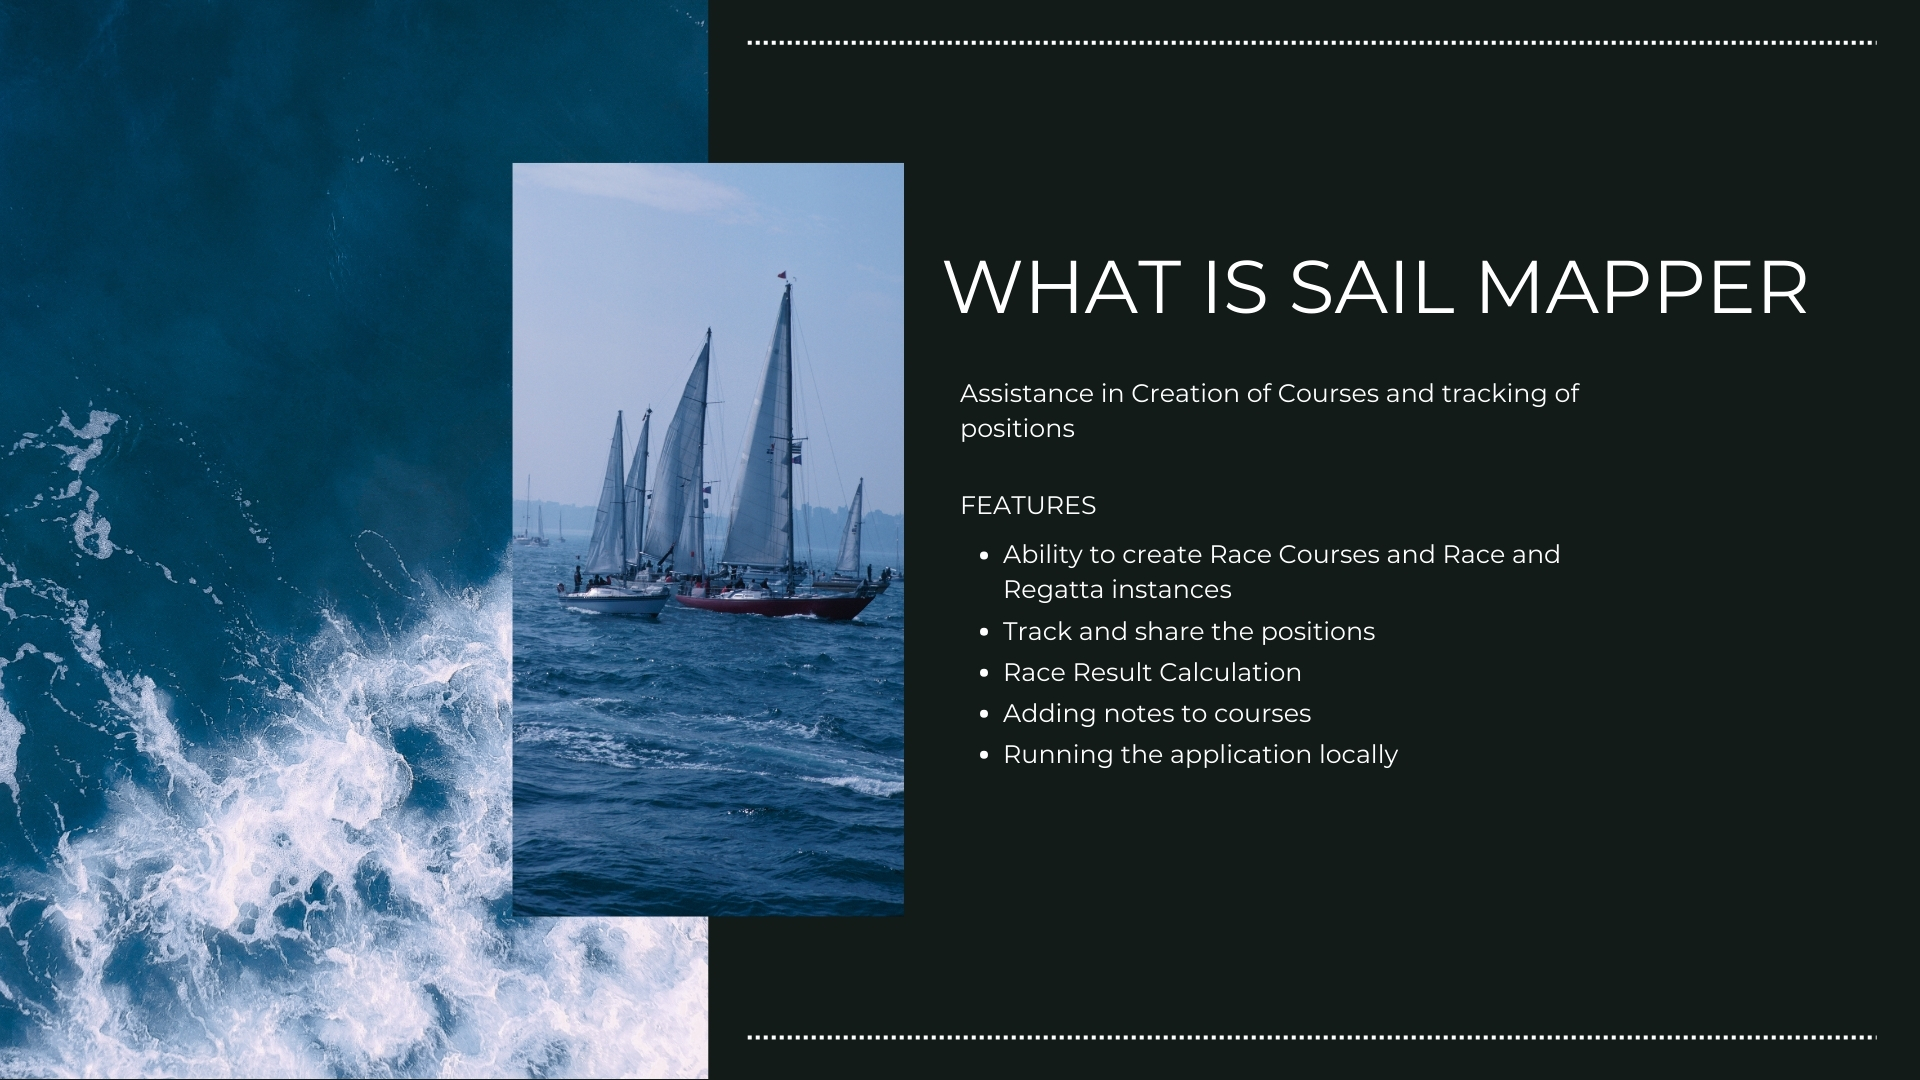 WHAT IS SAIL MAPPER
Assistance in Creation of Courses and tracking of
positions
FEATURES
• Ability to create Race Courses and Race and
Regatta instances
• Track and share the positions
• Race Result Calculation
• Adding notes to courses
• Running the application locally